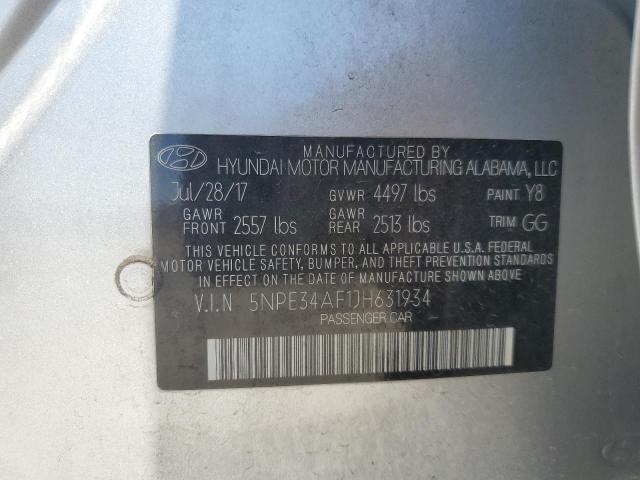 MANUFACTURED BY
HYUNDAI MOTOR MANUFACTURING ALABAMA, LLC
Jul/28/17 GVWR 4497 lbs PAINT Y8
GAWR FRONT 2557 lbs GAWR REAR 2513 lbs TRIM GG
THIS VEHICLE CONFORMS TO ALL APPLICABLE U.S.A. FEDERAL
MOTOR VEHICLE SAFETY, BUMPER, AND THEFT PREVENTION STANDARDS
IN EFFECT ON THE DATE OF MANUFACTURE SHOWN ABOVE.
V.I.N 5NPE34AF1JH631934
PASSENGER CAR